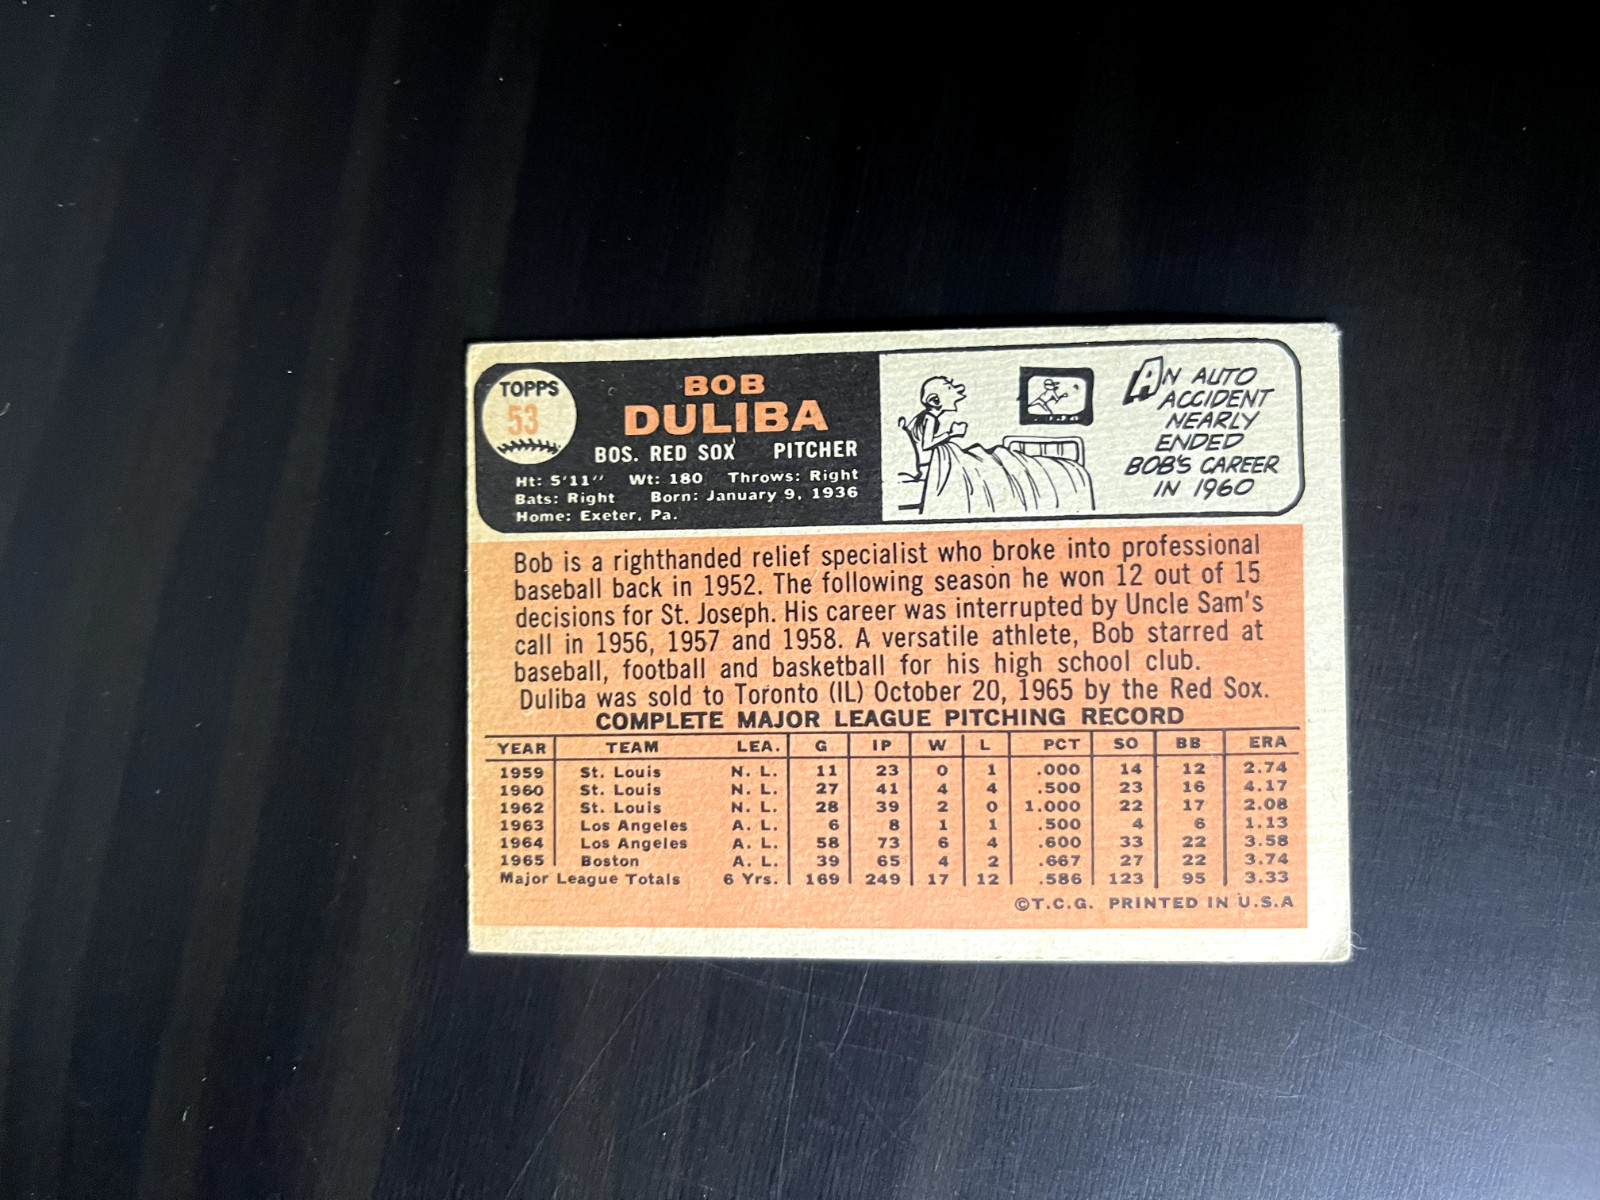 TOPPS
53
BOB
DULIBA
BOS. RED SOX PITCHER
Ht: 5'11" Wt: 180 Throws: Right
Bats: Right Born: January 9, 1936
Home: Exeter, Pa.
AN AUTO
ACCIDENT
NEARLY
ENDED
BOB'S CAREER
IN 1960
Bob is a righthanded relief specialist who broke into professional
baseball back in 1952. The following season he won 12 out of 15
decisions for St. Joseph. His career was interrupted by Uncle Sam's
call in 1956, 1957 and 1958. A versatile athlete, Bob starred at
baseball, football and basketball for his high school club.
Duliba was sold to Toronto (IL) October 20, 1965 by the Red Sox.
COMPLETE MAJOR LEAGUE PITCHING RECORD
YEAR TEAM LEA. G IP W L PCT SO BB ERA
1959 St. Louis N. L. 11 23 0 1 .000 14 12 2.74
1960 St. Louis N. L. 27 41 4 4 .500 23 16 4.17
1962 St. Louis N. L. 28 39 2 0 1.000 22 17 2.08
1963 Los Angeles A. L. 6 8 1 1 .500 4 6 1.13
1964 Los Angeles A. L. 58 73 6 4 .600 33 22 3.58
1965 Boston A. L. 39 65 4 2 .667 27 22 3.74
Major League Totals 6 Yrs. 169 249 17 12 .586 123 95 3.33
©T.C.G. PRINTED IN U.S.A